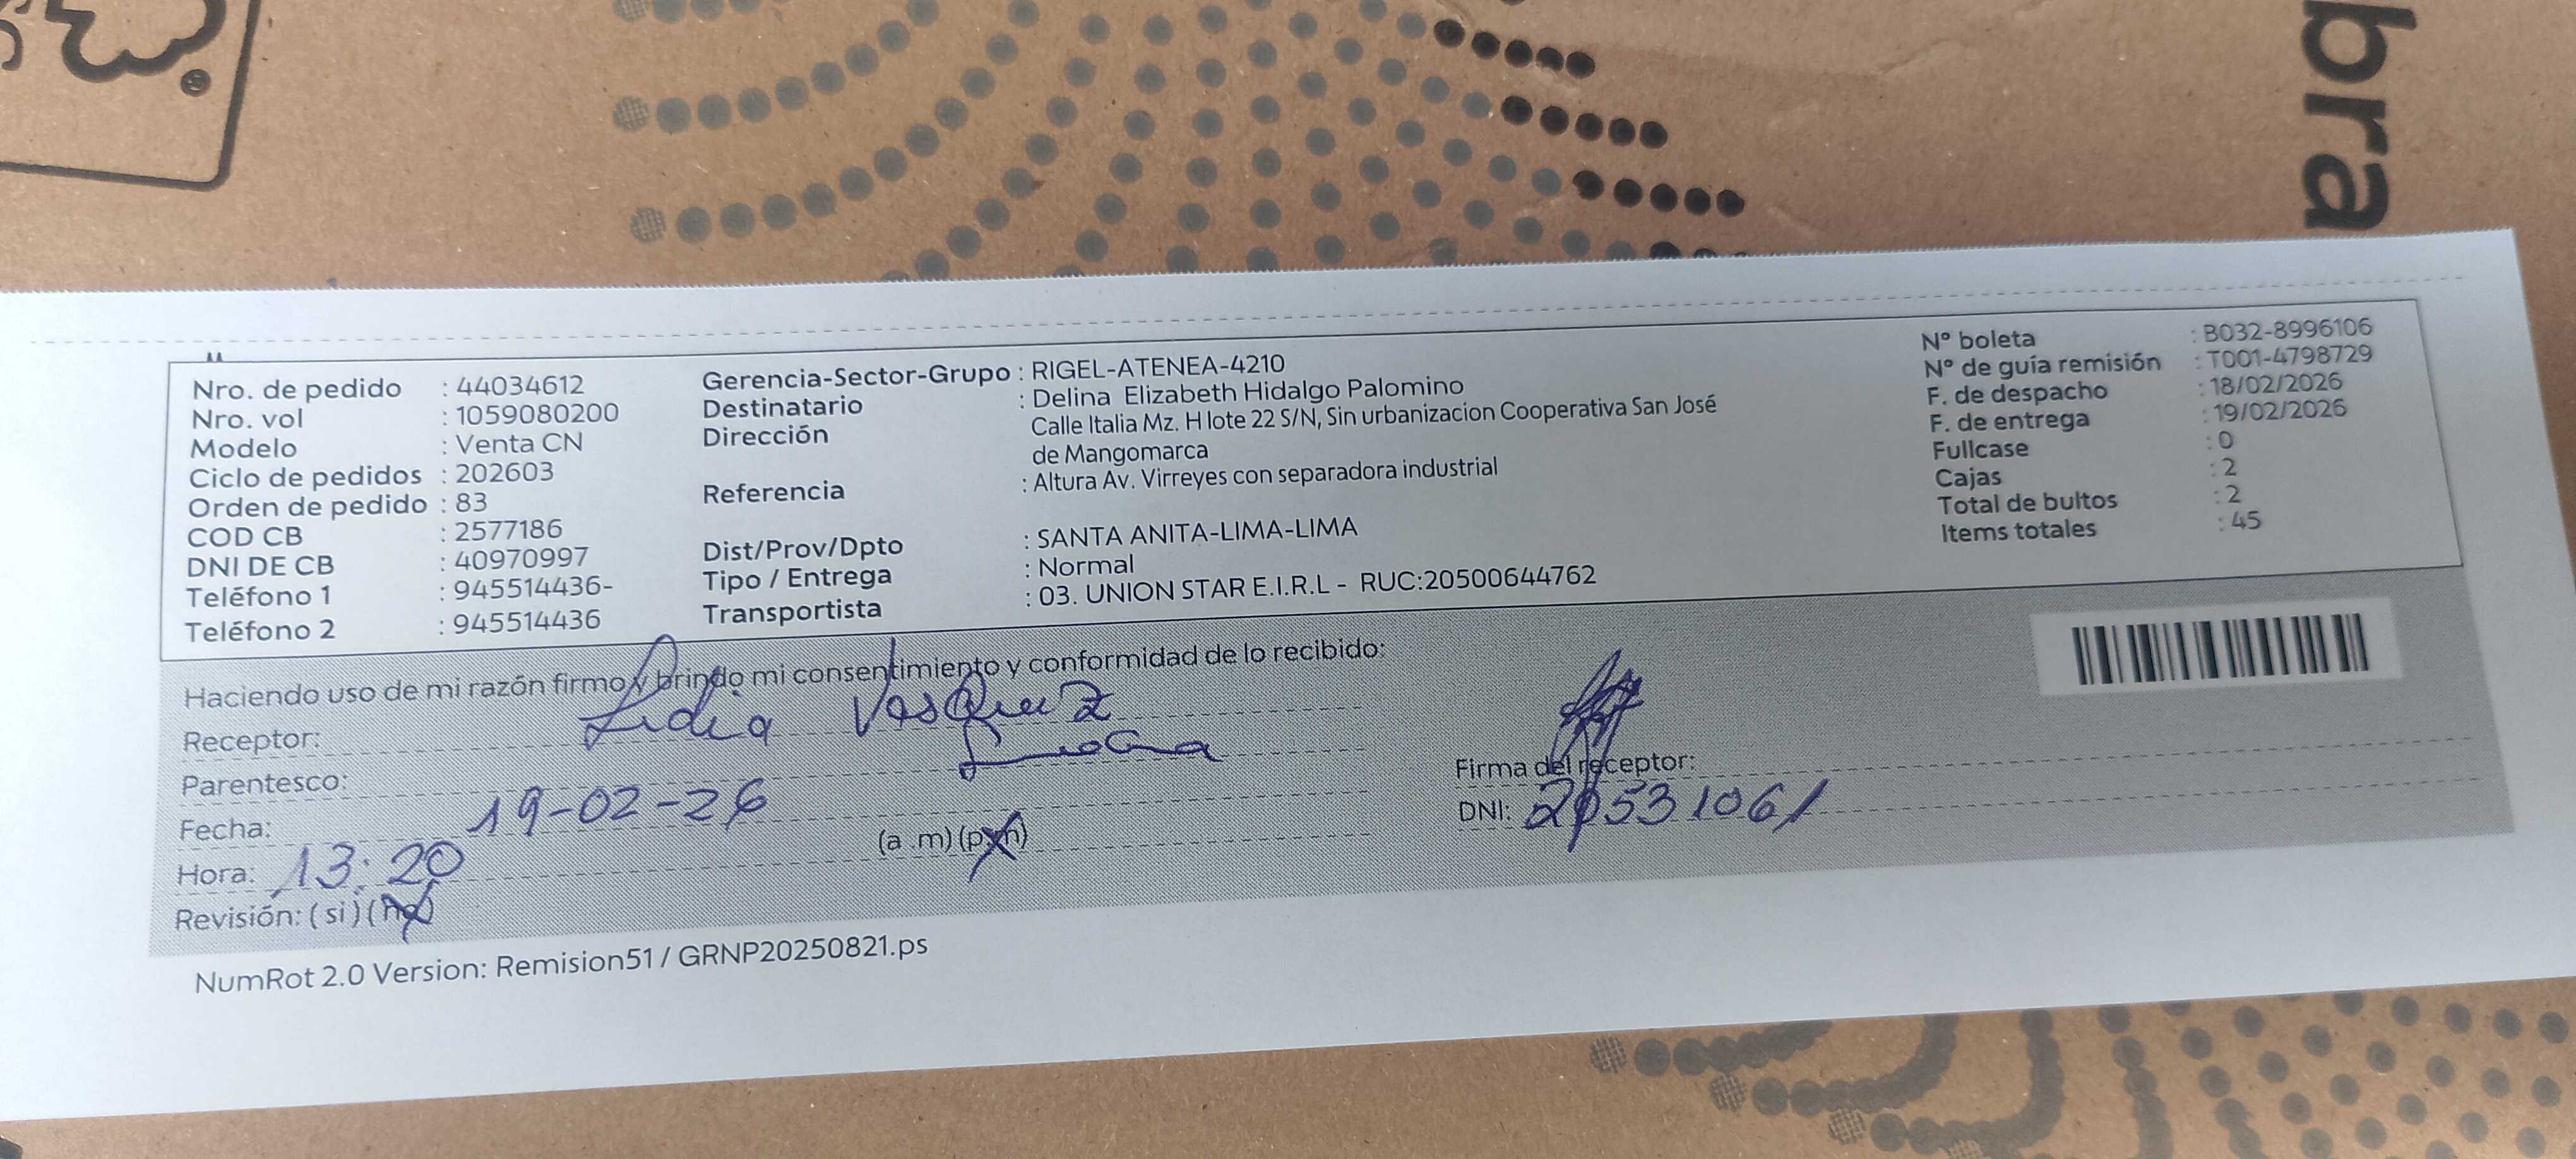 bra
Nro. de pedido : 44034612
Nro. vol : 1059080200
Modelo : Venta CN
Ciclo de pedidos : 202603
Orden de pedido : 83
COD CB : 2577186
DNI DE CB : 40970997
Teléfono 1 : 945514436-
Teléfono 2 : 945514436
Gerencia-Sector-Grupo : RIGEL-ATENEA-4210
Destinatario : Delina Elizabeth Hidalgo Palomino
Dirección Calle Italia Mz. H lote 22 S/N, Sin urbanizacion Cooperativa San José
de Mangomarca
Referencia : Altura Av. Virreyes con separadora industrial
Dist/Prov/Dpto : SANTA ANITA-LIMA-LIMA
Tipo / Entrega : Normal
Transportista : 03. UNION STAR E.I.R.L - RUC:20500644762
N° boleta : B032-8996106
N° de guía remisión : T001-4798729
F. de despacho : 18/02/2026
F. de entrega : 19/02/2026
Fullcase : 0
Cajas : 2
Total de bultos : 2
Items totales : 45
Haciendo uso de mi razón firmo y brindo mi consentimiento y conformidad de lo recibido:
Receptor: Lidia Vasquez
Parentesco:
Fecha: 19-02-26
Hora: 13:20 (a .m) (p.m)
Revisión: (si) (no)
Firma del receptor:
DNI:
NumRot 2.0 Version: Remision51 / GRNP20250821.ps